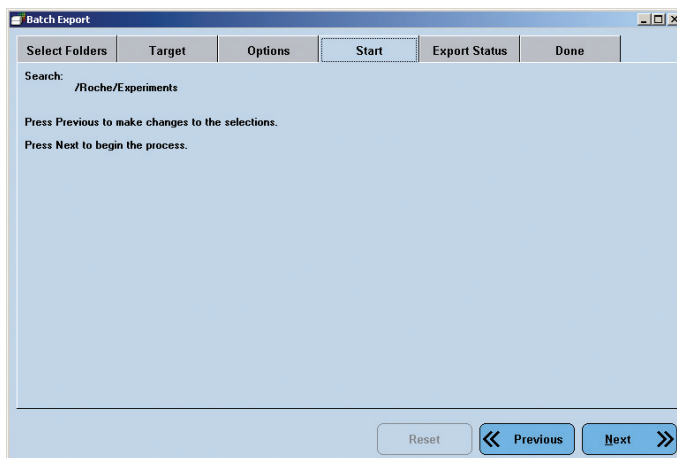 Batch Export
Select Folders Target Options Start Export Status Done
Search:
/Roche/Experiments
Press Previous to make changes to the selections.
Press Next to begin the process.
Reset Previous Next